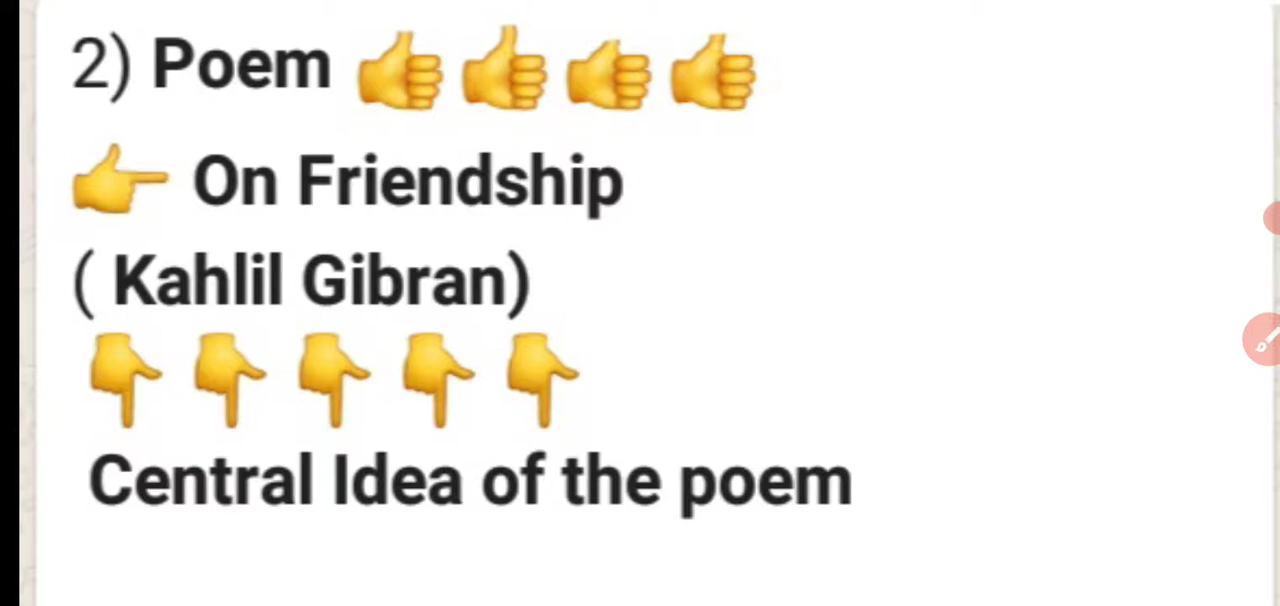 2) Poem 👍👍👍👍
👉 On Friendship
( Kahlil Gibran)
👇👇👇👇👇
Central Idea of the poem